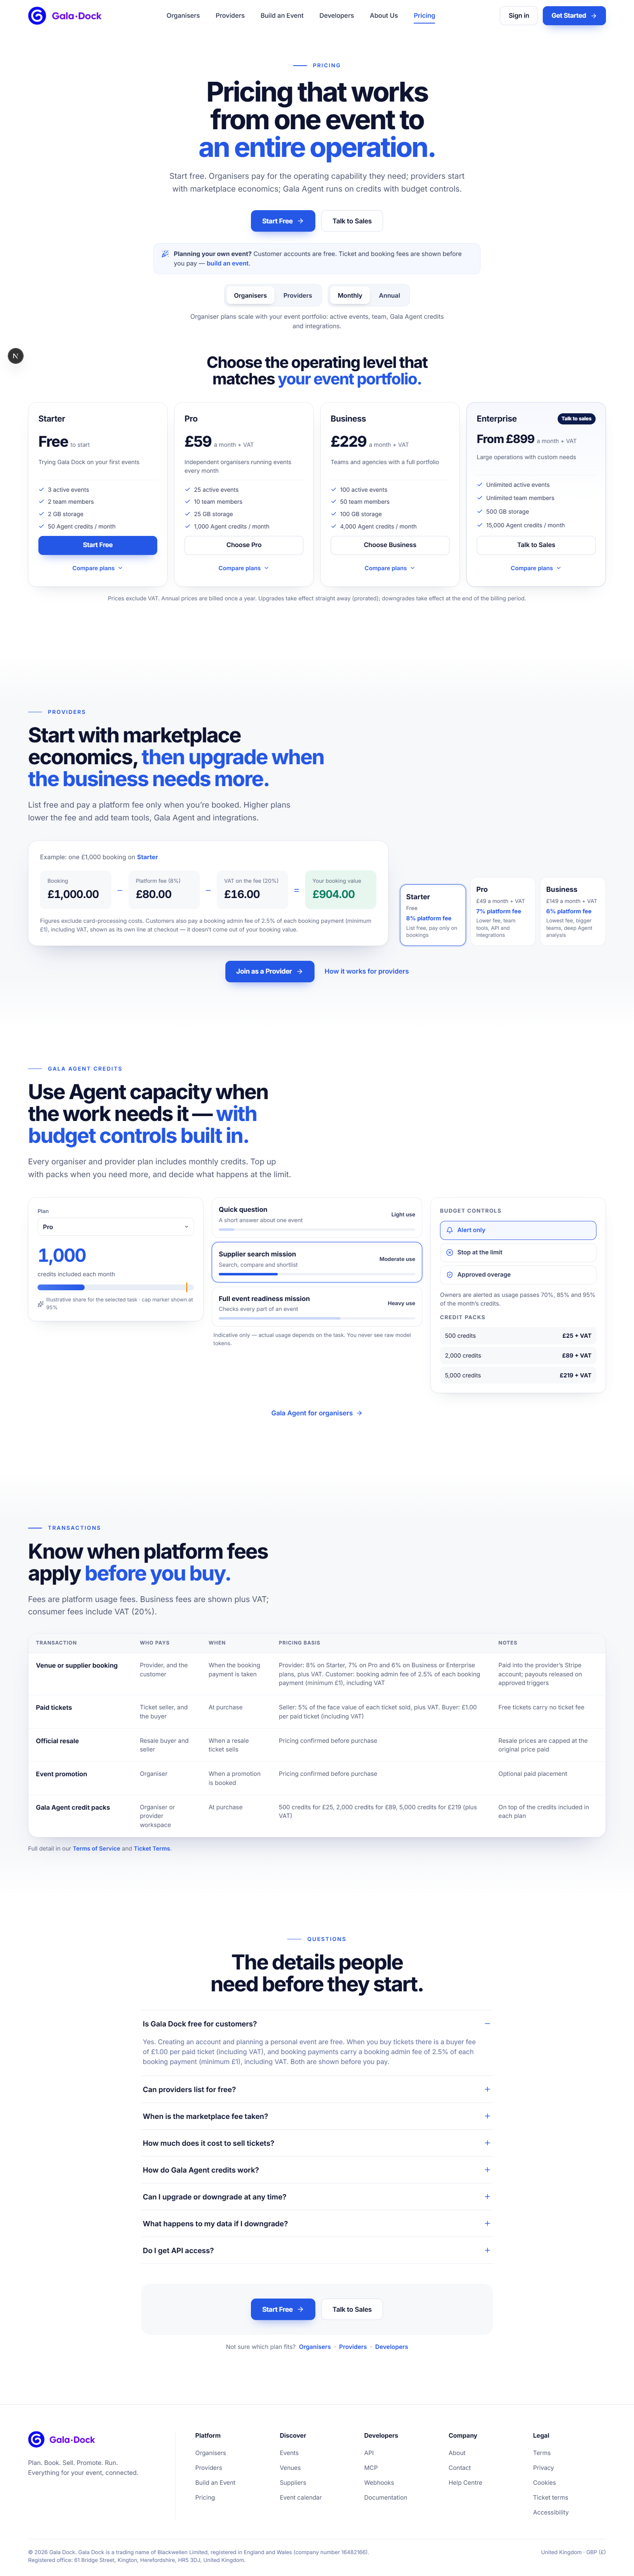 Gala·Dock
Organisers
Providers
Build an Event
Developers
About Us
Pricing
Sign in
Get Started
PRICING
Pricing that works
from one event to
an entire operation.
Start free. Organisers pay for the operating capability they need; providers start
with marketplace economics; Gala Agent runs on credits with budget controls.
Start Free
Talk to Sales
Planning your own event? Customer accounts are free. Ticket and booking fees are shown before
you pay — build an event.
Organisers
Providers
Monthly
Annual
Organiser plans scale with your event portfolio: active events, team, Gala Agent credits
and integrations.
N
Choose the operating level that
matches your event portfolio.
Starter
Free to start
Trying Gala Dock on your first events
3 active events
2 team members
2 GB storage
50 Agent credits / month
Start Free
Compare plans
Pro
£59 a month + VAT
Independent organisers running events
every month
25 active events
10 team members
25 GB storage
1,000 Agent credits / month
Choose Pro
Compare plans
Business
£229 a month + VAT
Teams and agencies with a full portfolio
100 active events
50 team members
100 GB storage
4,000 Agent credits / month
Choose Business
Compare plans
Enterprise
Talk to sales
From £899 a month + VAT
Large operations with custom needs
Unlimited active events
Unlimited team members
500 GB storage
15,000 Agent credits / month
Talk to Sales
Compare plans
Prices exclude VAT. Annual prices are billed once a year. Upgrades take effect straight away (prorated); downgrades take effect at the end of the billing period.
PROVIDERS
Start with marketplace
economics, then upgrade when
the business needs more.
List free and pay a platform fee only when you're booked. Higher plans
lower the fee and add team tools, Gala Agent and integrations.
Example: one £1,000 booking on Starter
Booking
£1,000.00
−
Platform fee (8%)
£80.00
−
VAT on the fee (20%)
£16.00
=
Your booking value
£904.00
Figures exclude card-processing costs. Customers also pay a booking admin fee of 2.5% of each booking payment (minimum
£1), including VAT, shown as its own line at checkout — it doesn't come out of your booking value.
Starter
Free
8% platform fee
List free, pay only on
bookings
Pro
£49 a month + VAT
7% platform fee
Lower fee, team
tools, API and
integrations
Business
£149 a month + VAT
6% platform fee
Lowest fee, bigger
teams, deep Agent
analysis
Join as a Provider
How it works for providers
GALA AGENT CREDITS
Use Agent capacity when
the work needs it — with
budget controls built in.
Every organiser and provider plan includes monthly credits. Top up
with packs when you need more, and decide what happens at the limit.
Plan
Pro
1,000
credits included each month
Illustrative share for the selected task · cap marker shown at
95%
Quick question
A short answer about one event
Light use
Supplier search mission
Search, compare and shortlist
Moderate use
Full event readiness mission
Checks every part of an event
Heavy use
Indicative only — actual usage depends on the task. You never see raw model
tokens.
BUDGET CONTROLS
Alert only
Stop at the limit
Approved overage
Owners are alerted as usage passes 70%, 85% and 95%
of the month's credits.
CREDIT PACKS
500 credits £25 + VAT
2,000 credits £89 + VAT
5,000 credits £219 + VAT
Gala Agent for organisers
TRANSACTIONS
Know when platform fees
apply before you buy.
Fees are platform usage fees. Business fees are shown plus VAT;
consumer fees include VAT (20%).
TRANSACTION
WHO PAYS
WHEN
PRICING BASIS
NOTES
Venue or supplier booking
Provider, and the
customer
When the booking
payment is taken
Provider: 8% on Starter, 7% on Pro and 6% on Business or Enterprise
plans, plus VAT. Customer: booking admin fee of 2.5% of each booking
payment (minimum £1), including VAT
Paid into the provider's Stripe
account; payouts released on
approved triggers
Paid tickets
Ticket seller, and
the buyer
At purchase
Seller: 5% of the face value of each ticket sold, plus VAT. Buyer: £1.00
per paid ticket (including VAT)
Free tickets carry no ticket fee
Official resale
Resale buyer and
seller
When a resale
ticket sells
Pricing confirmed before purchase
Resale prices are capped at the
original price paid
Event promotion
Organiser
When a promotion
is booked
Pricing confirmed before purchase
Optional paid placement
Gala Agent credit packs
Organiser or
provider
workspace
At purchase
500 credits for £25, 2,000 credits for £89, 5,000 credits for £219 (plus
VAT)
On top of the credits included in
each plan
Full detail in our Terms of Service and Ticket Terms.
QUESTIONS
The details people
need before they start.
Is Gala Dock free for customers?
Yes. Creating an account and planning a personal event are free. When you buy tickets there is a buyer fee
of £1.00 per paid ticket (including VAT), and booking payments carry a booking admin fee of 2.5% of each
booking payment (minimum £1), including VAT. Both are shown before you pay.
Can providers list for free?
When is the marketplace fee taken?
How much does it cost to sell tickets?
How do Gala Agent credits work?
Can I upgrade or downgrade at any time?
What happens to my data if I downgrade?
Do I get API access?
Start Free
Talk to Sales
Not sure which plan fits? Organisers · Providers · Developers
Gala·Dock
Plan. Book. Sell. Promote. Run.
Everything for your event, connected.
Platform
Organisers
Providers
Build an Event
Pricing
Discover
Events
Venues
Suppliers
Event calendar
Developers
API
MCP
Webhooks
Documentation
Company
About
Contact
Help Centre
Legal
Terms
Privacy
Cookies
Ticket terms
Accessibility
© 2026 Gala Dock. Gala Dock is a trading name of Blackwellen Limited, registered in England and Wales (company number 16482166).
Registered office: 61 Bridge Street, Kington, Herefordshire, HR5 3DJ, United Kingdom.
United Kingdom · GBP (£)